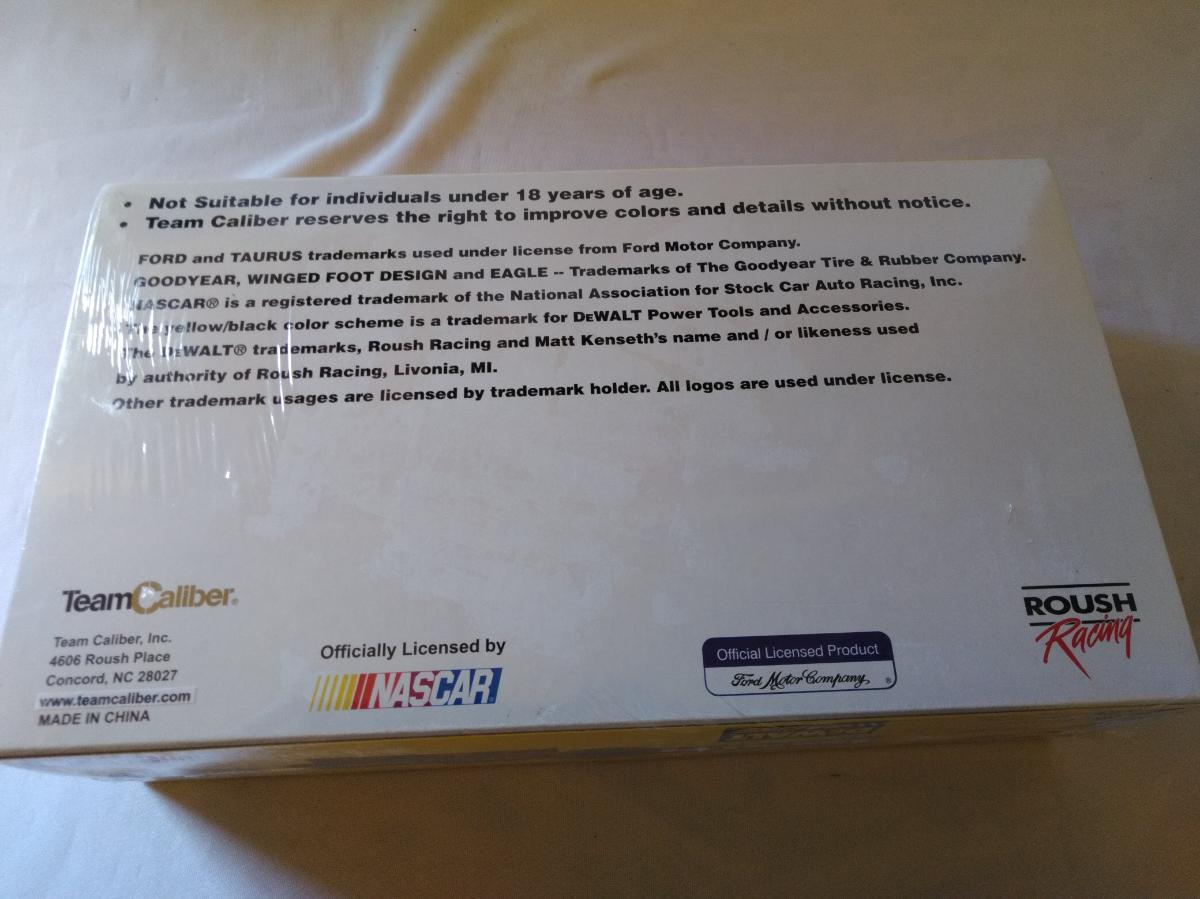 • Not Suitable for individuals under 18 years of age.
• Team Caliber reserves the right to improve colors and details without notice.
FORD and TAURUS trademarks used under license from Ford Motor Company.
GOODYEAR, WINGED FOOT DESIGN and EAGLE -- Trademarks of The Goodyear Tire & Rubber Company.
NASCAR® is a registered trademark of the National Association for Stock Car Auto Racing, Inc.
The yellow/black color scheme is a trademark for DEWALT Power Tools and Accessories.
The DEWALT® trademarks, Roush Racing and Matt Kenseth's name and / or likeness used
by authority of Roush Racing, Livonia, MI.
Other trademark usages are licensed by trademark holder. All logos are used under license.
TeamCaliber®
Team Caliber, Inc.
4606 Roush Place
Concord, NC 28027
www.teamcaliber.com
MADE IN CHINA
Officially Licensed by
NASCAR®
Official Licensed Product
Ford Motor Company ®
ROUSH
Racing